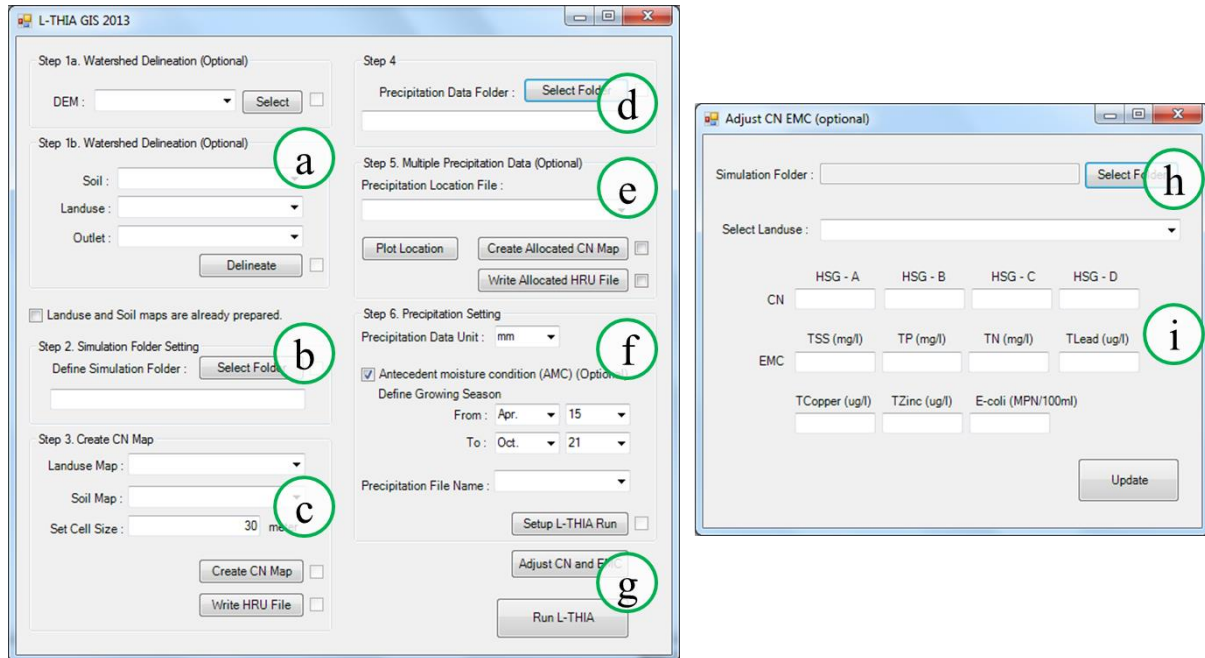 L-THIA GIS 2013
Step 1a. Watershed Delineation (Optional)
DEM : Select
Step 1b. Watershed Delineation (Optional)
a
Soil :
Landuse :
Outlet :
Delineate
Landuse and Soil maps are already prepared.
Step 2. Simulation Folder Setting
b
Define Simulation Folder : Select Folder
Step 3. Create CN Map
Landuse Map :
Soil Map :
c
Set Cell Size : 30 meter
Create CN Map
Write HRU File
Step 4
Precipitation Data Folder : Select Folder
d
Step 5. Multiple Precipitation Data (Optional)
Precipitation Location File :
e
Plot Location Create Allocated CN Map
Write Allocated HRU File
Step 6. Precipitation Setting
Precipitation Data Unit : mm
f
Antecedent moisture condition (AMC) (Optional)
Define Growing Season
From : Apr. 15
To : Oct. 21
Precipitation File Name :
Setup L-THIA Run
Adjust CN and EMC
g
Run L-THIA
Adjust CN EMC (optional)
Simulation Folder : Select Folder
h
Select Landuse :
HSG - A HSG - B HSG - C HSG - D
CN
i
TSS (mg/l) TP (mg/l) TN (mg/l) TLead (ug/l)
EMC
TCopper (ug/l) TZinc (ug/l) E-coli (MPN/100ml)
Update